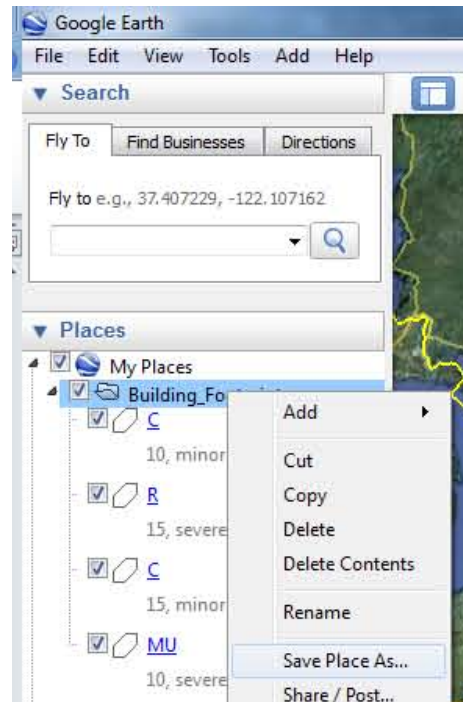 Google Earth
File Edit View Tools Add Help
Search
Fly To Find Businesses Directions
Fly to e.g., 37.407229, -122.107162
Places
My Places
Add
Cut
Copy
Delete
Delete Contents
Rename
Save Place As...
Share / Post...
C
10, minor
R
15, severe
C
15, minor
MU
10, severe